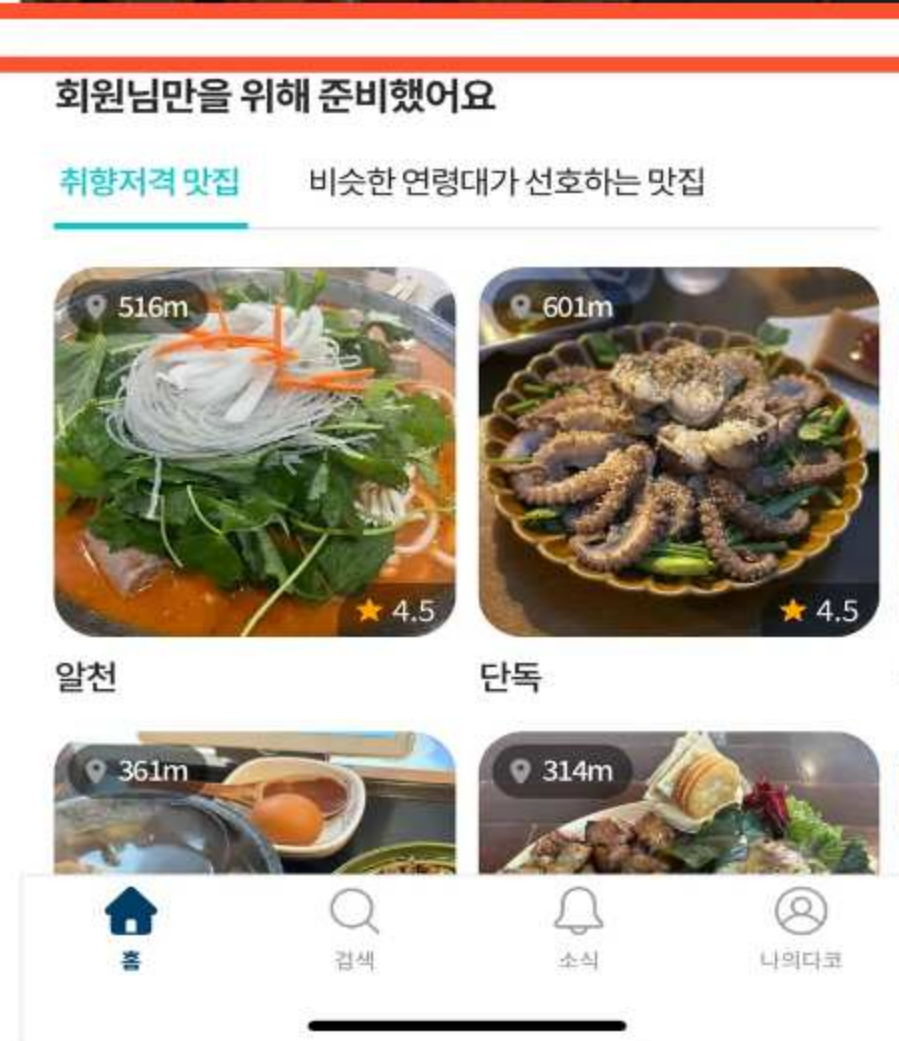 회원님만을 위해 준비했어요
취향저격 맛집 비슷한 연령대가 선호하는 맛집
516m 601m
4.5 4.5
알천 단독
361m 314m
홈 검색 소식 나의다코